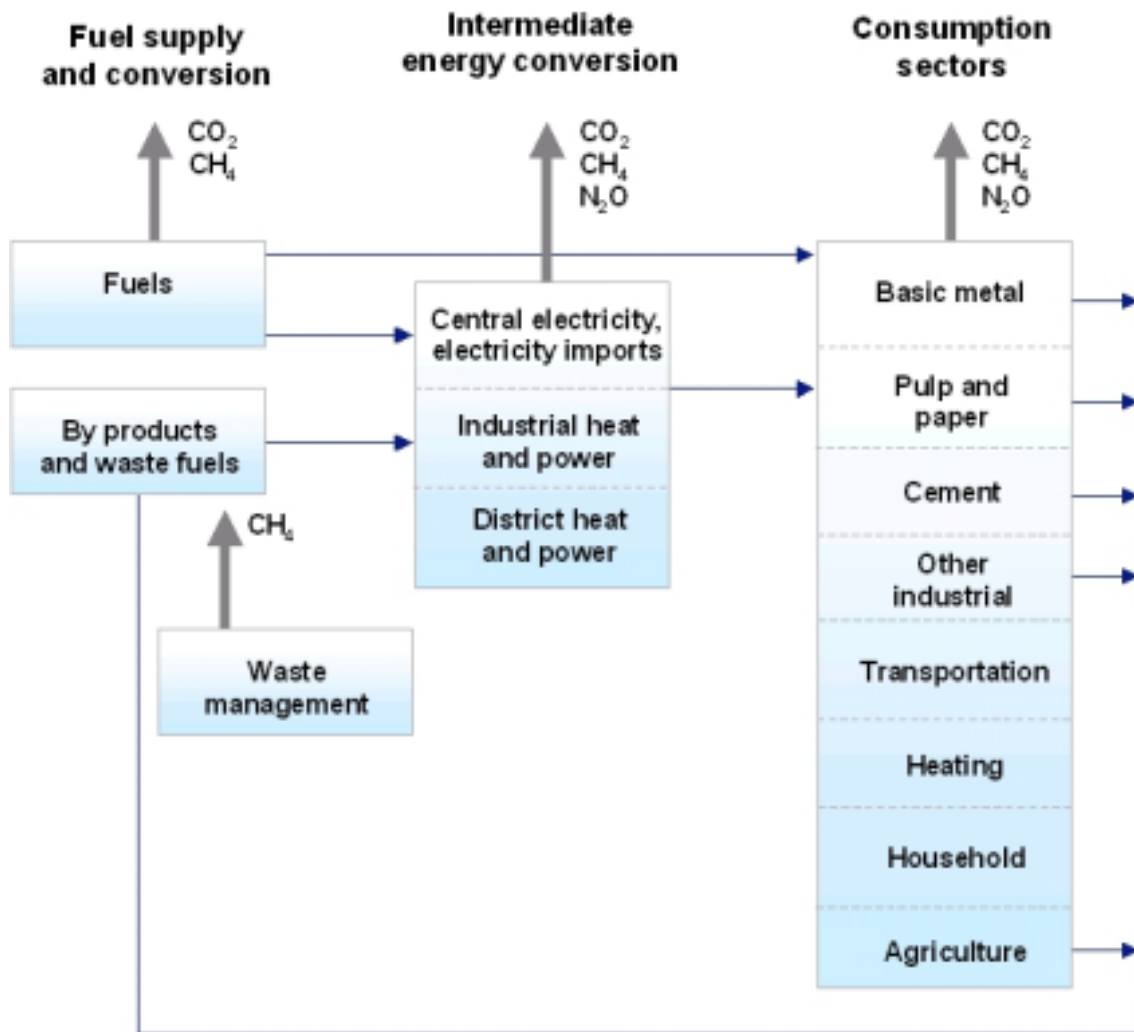 Fuel supply
and conversion
Intermediate
energy conversion
Consumption
sectors
CO₂
CH₄
CO₂
CH₄
N₂O
CO₂
CH₄
N₂O
Fuels
Central electricity,
electricity imports
Basic metal
By products
and waste fuels
Industrial heat
and power
Pulp and
paper
CH₄
District heat
and power
Cement
Other
industrial
Waste
management
Transportation
Heating
Household
Agriculture